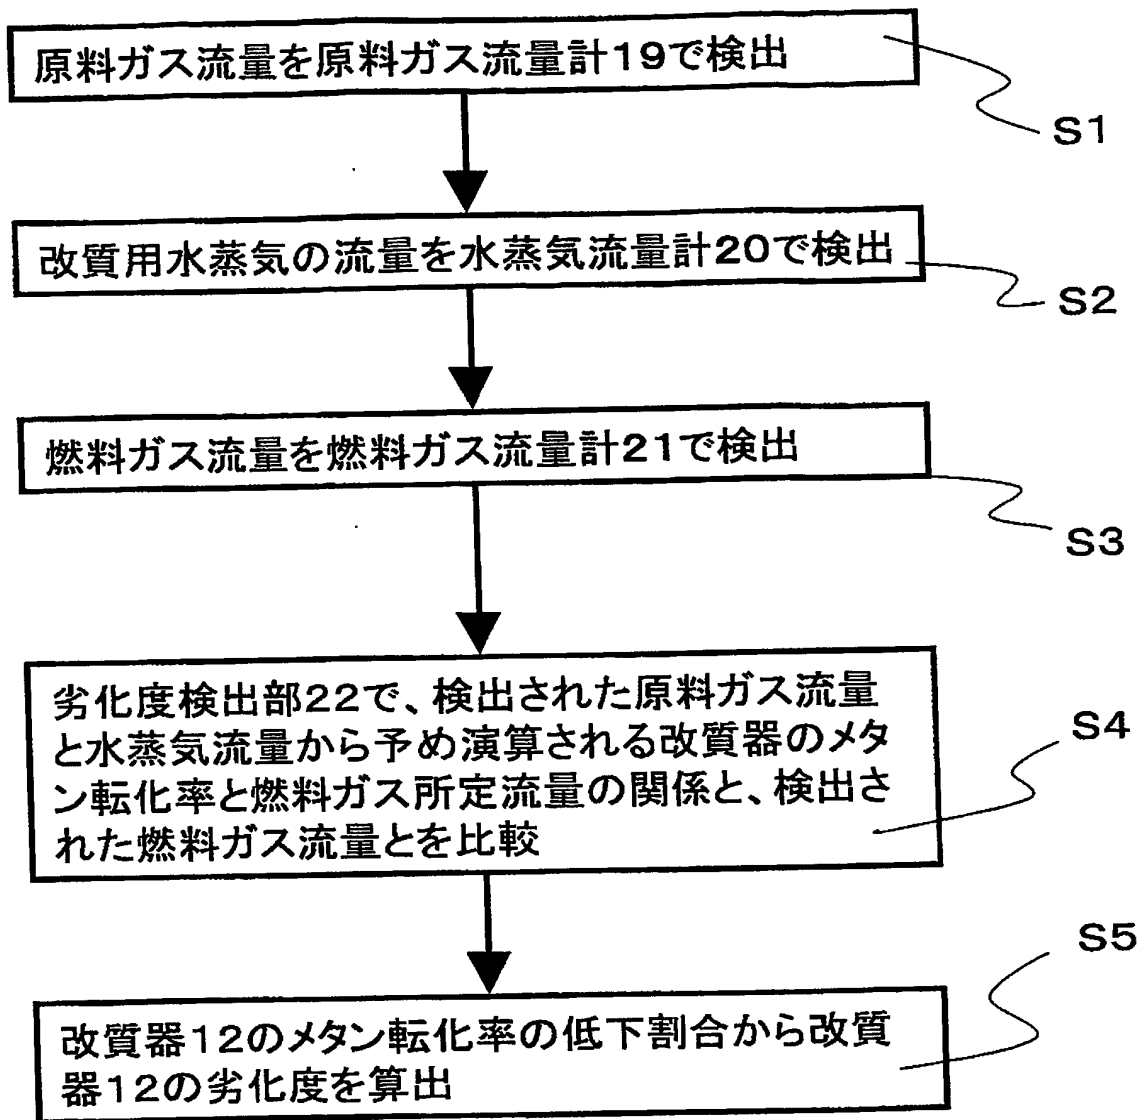 原料ガス流量を原料ガス流量計19で検出
S1
改質用水蒸気の流量を水蒸気流量計20で検出
S2
燃料ガス流量を燃料ガス流量計21で検出
S3
劣化度検出部22で、検出された原料ガス流量
と水蒸気流量から予め演算される改質器のメタ
ン転化率と燃料ガス所定流量の関係と、検出さ
れた燃料ガス流量とを比較
S4
改質器12のメタン転化率の低下割合から改質
器12の劣化度を算出
S5